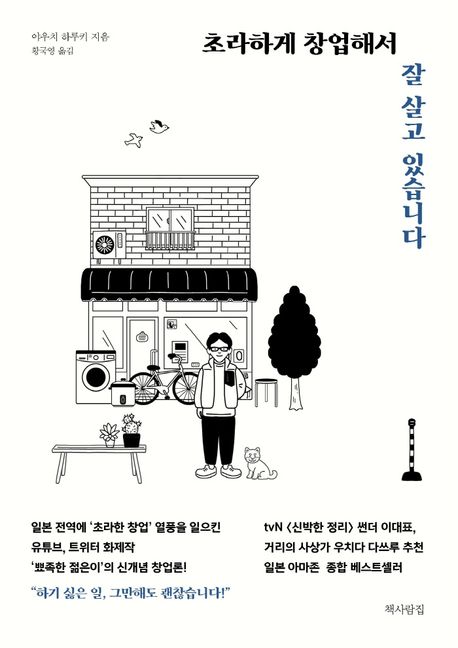 이우치 하루키 지음
황국영 옮김
초라하게 창업해서
잘 살고 있습니다
일본 전역에 ‘초라한 창업’ 열풍을 일으킨
유튜브, 트위터 화제작
‘뾰족한 젊은이’의 신개념 창업론!
“하기 싫은 일, 그만해도 괜찮습니다!”
tvN 〈신박한 정리〉 썬더 이대표,
거리의 사상가 우치다 다쓰루 추천
일본 아마존 종합 베스트셀러
책사람집